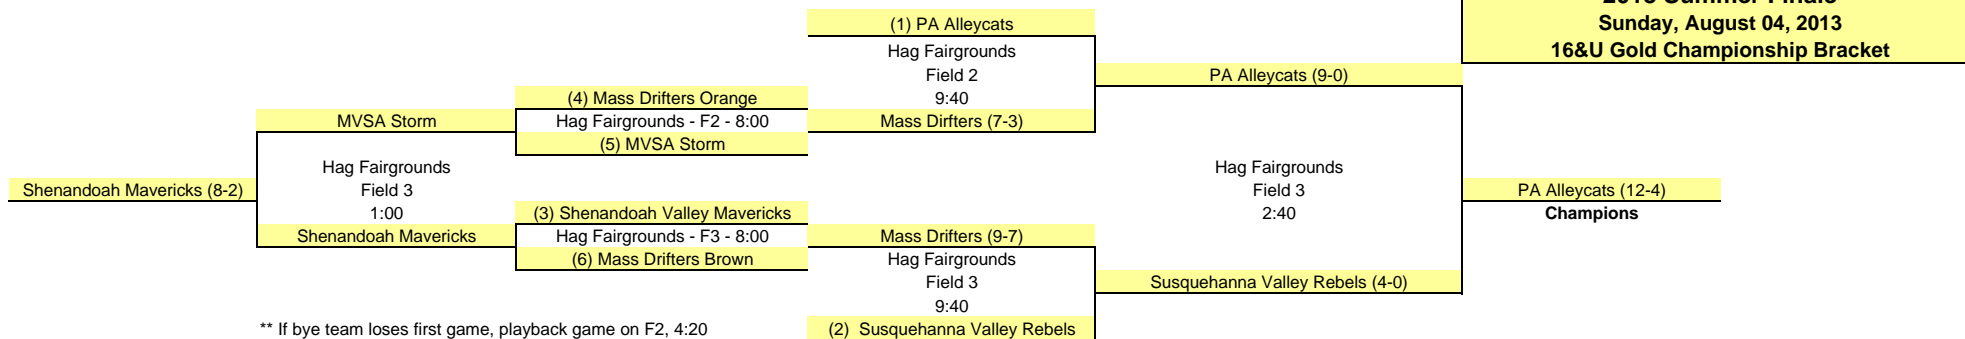 2013 Summer Finale
Sunday, August 04, 2013
16&U Gold Championship Bracket
(1) PA Alleycats
Hag Fairgrounds
Field 2
9:40
PA Alleycats (9-0)
(4) Mass Drifters Orange
MVSA Storm
Hag Fairgrounds - F2 - 8:00
Mass Dirfters (7-3)
(5) MVSA Storm
Hag Fairgrounds
Field 3
1:00
Shenandoah Mavericks (8-2)
Hag Fairgrounds
Field 3
2:40
PA Alleycats (12-4)
Champions
(3) Shenandoah Valley Mavericks
Shenandoah Mavericks
Hag Fairgrounds - F3 - 8:00
Mass Drifters (9-7)
(6) Mass Drifters Brown
Hag Fairgrounds
Field 3
9:40
Susquehanna Valley Rebels (4-0)
** If bye team loses first game, playback game on F2, 4:20
(2) Susquehanna Valley Rebels